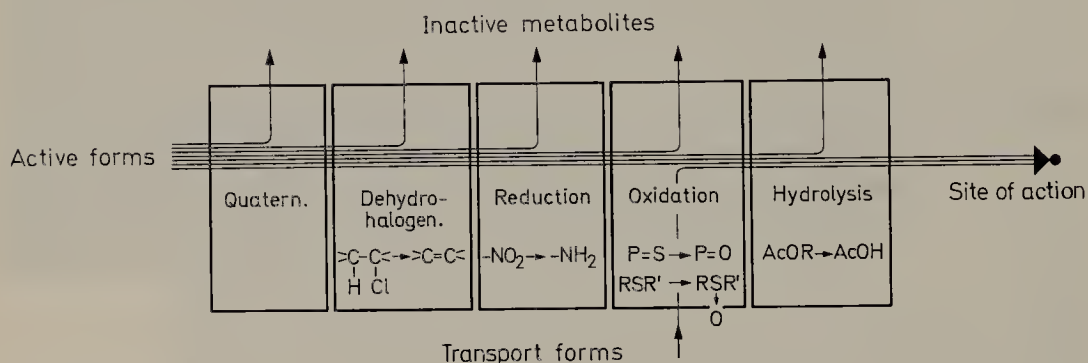 Inactive metabolites
Active forms
Quatern.
Dehydro-
halogen.
>C-C<→>C=C<
H Cl
Reduction
-NO₂→-NH₂
Oxidation
P=S→P=O
RSR'→RSR'
O
Hydrolysis
AcOR→AcOH
Site of action
Transport forms